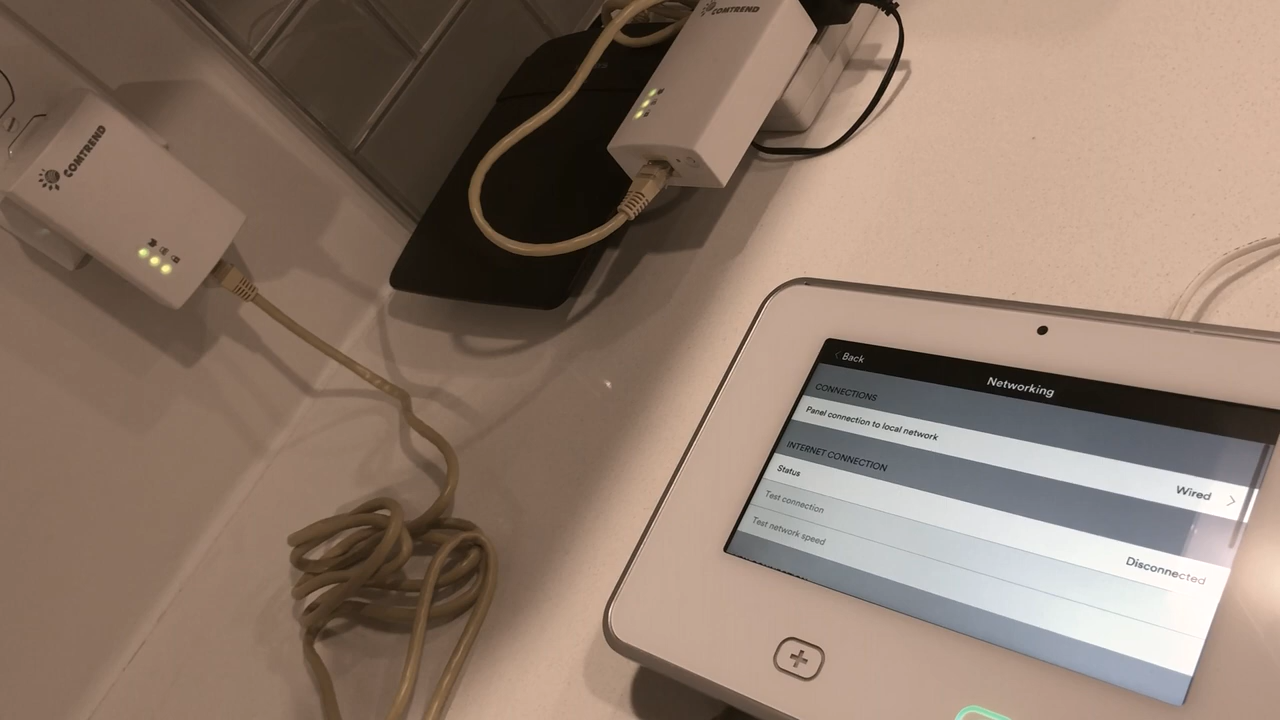 COMTREND
COMTREND
Back
Networking
CONNECTIONS
Panel connection to local network
Wired
INTERNET CONNECTION
Status
Disconnected
Test connection
Test network speed